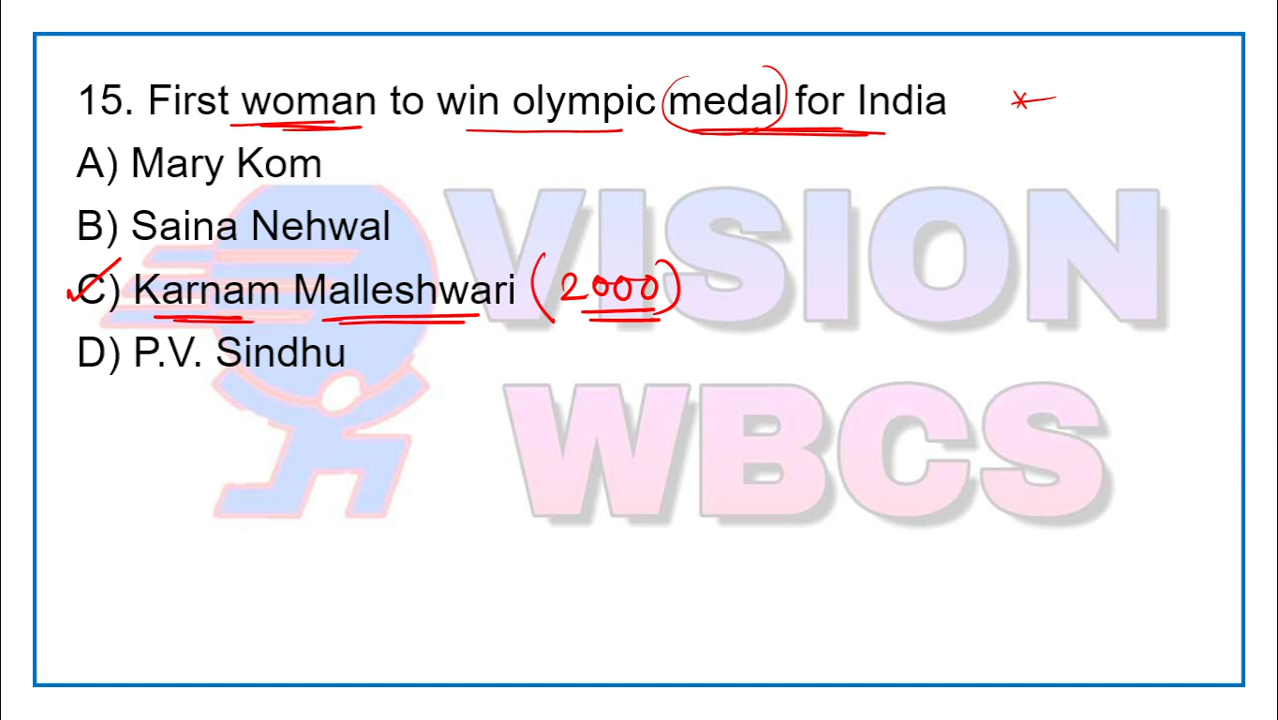 15. First woman to win olympic medal for India
A) Mary Kom
B) Saina Nehwal
C) Karnam Malleshwari (2000)
D) P.V. Sindhu
VISION
WBCS